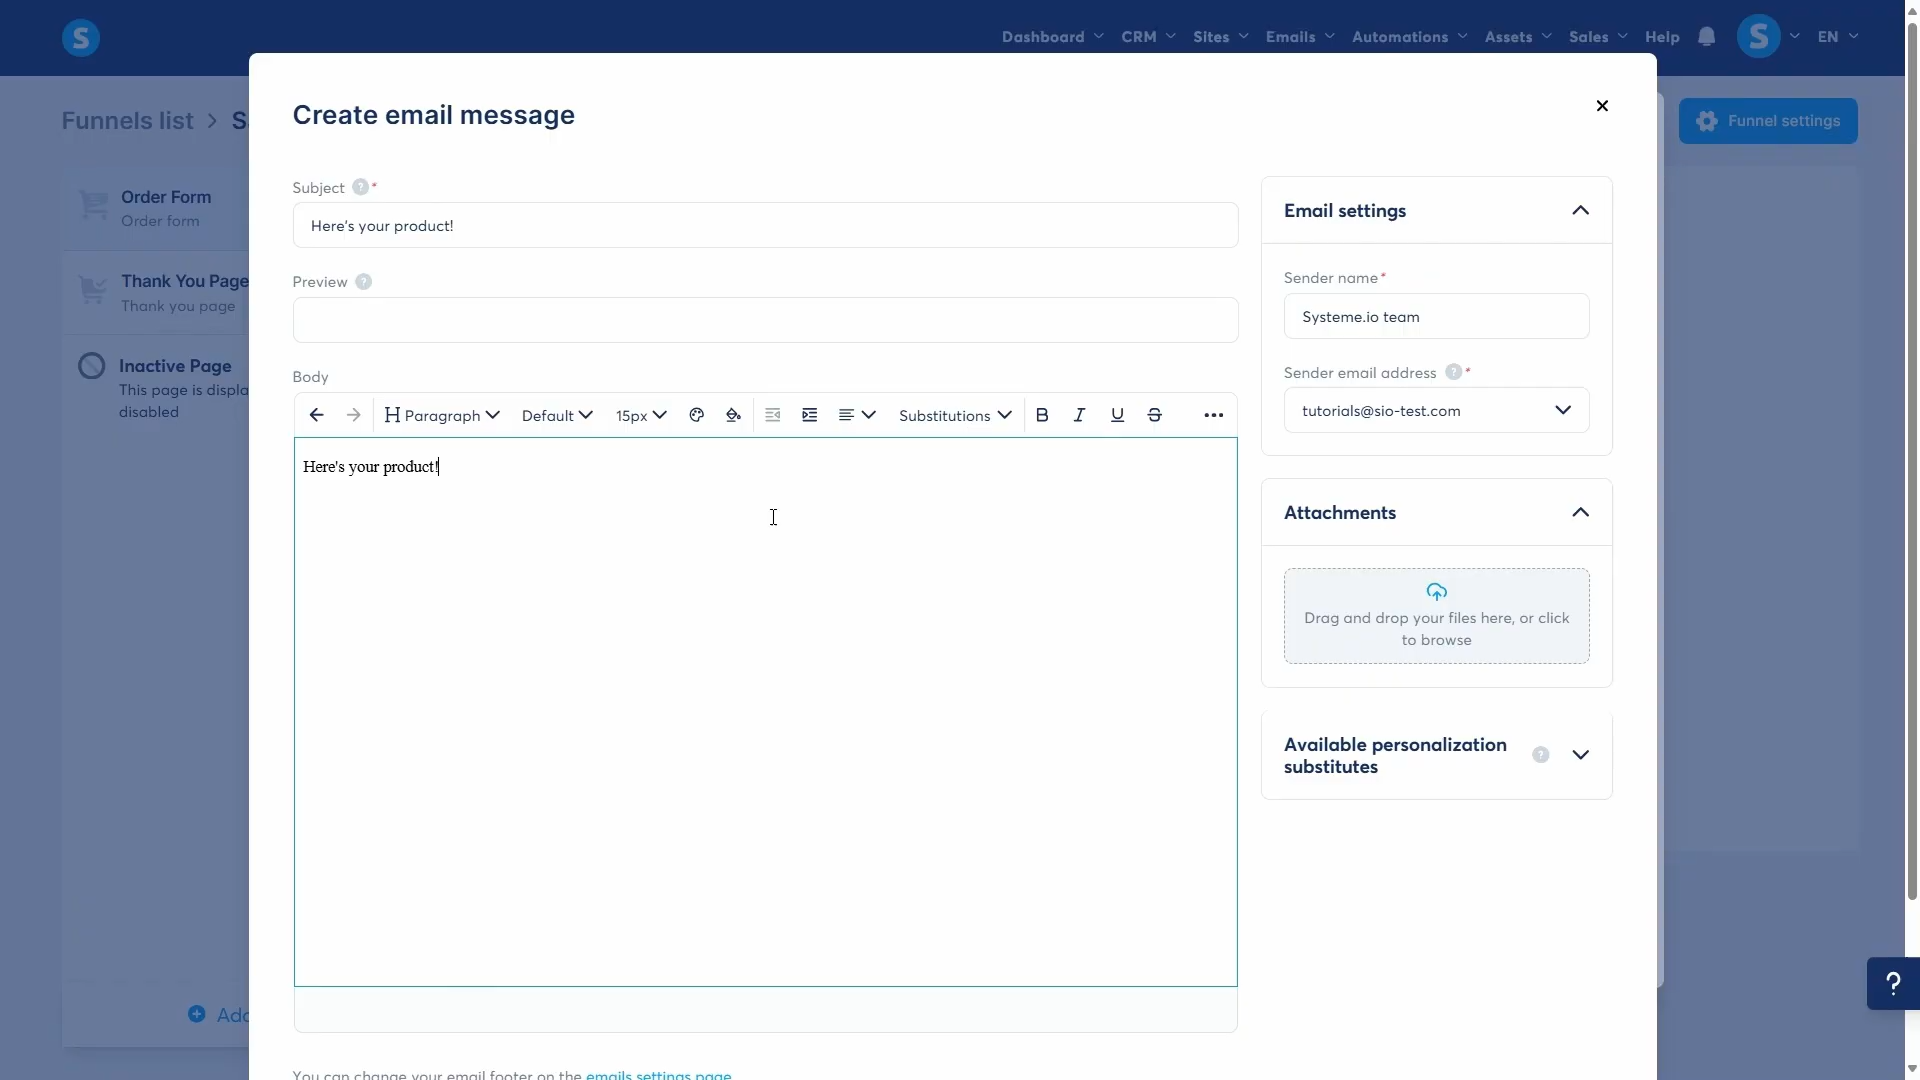 S
Dashboard CRM Sites Emails Automations Assets Sales Help S EN
Funnels list >
Funnel settings
Create email message
Order Form
Order form
Thank You Page
Thank you page
Inactive Page
This page is
disabled
Subject ? *
Here's your product!
Preview ?
Body
Paragraph Default 15px Substitutions B I U S
Here's your product!
Email settings
Sender name *
Systeme.io team
Sender email address ? *
tutorials@sio-test.com
Attachments
Drag and drop your files here, or click
to browse
Available personalization
substitutes ?
?
You can change your email footer on the emails settings page